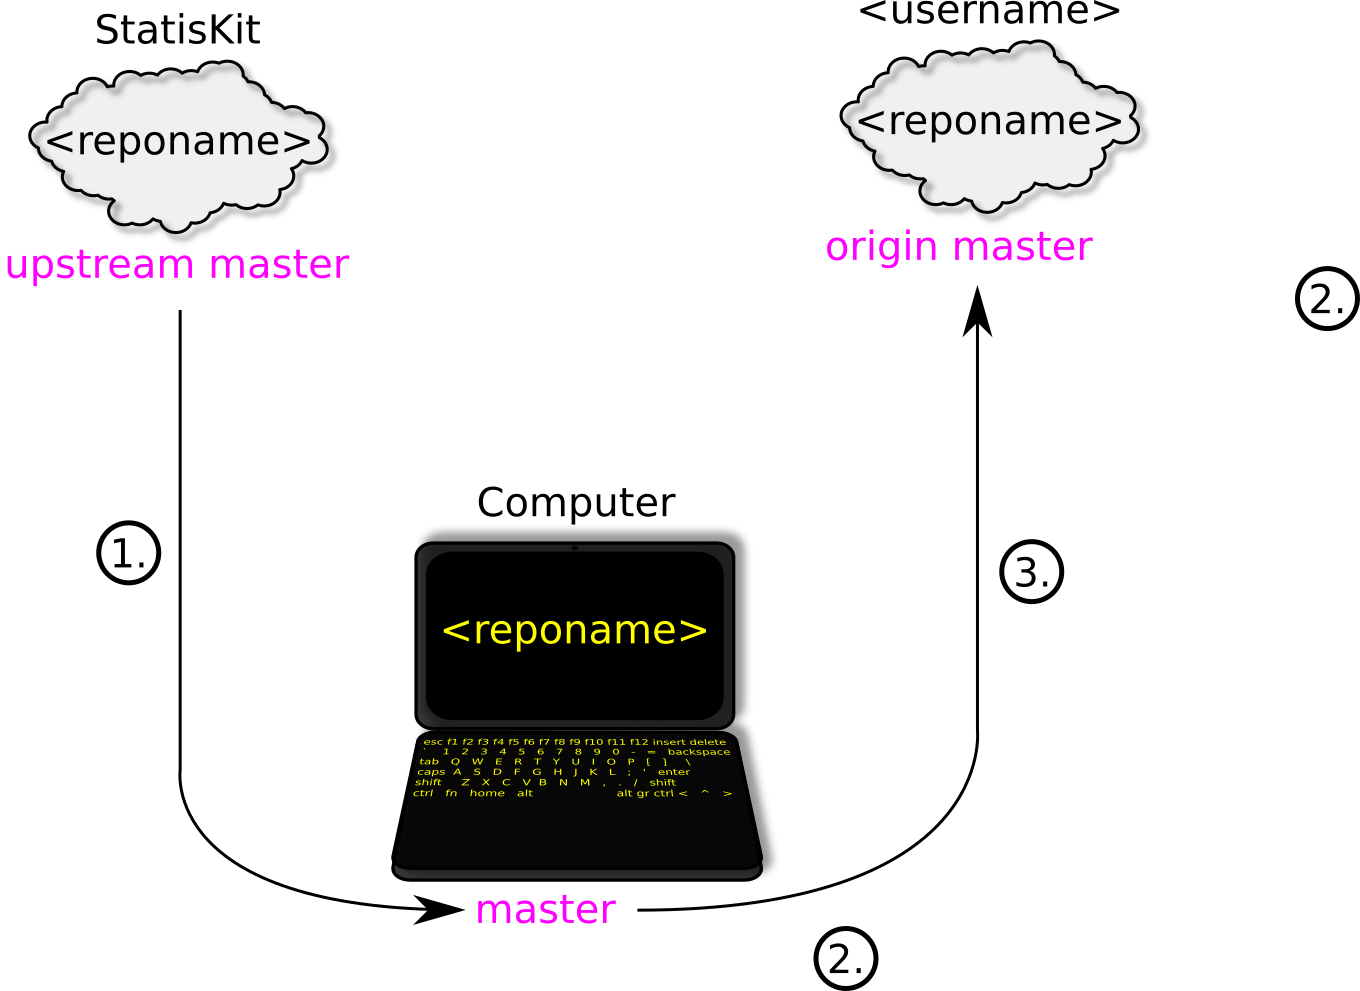 StatisKit
<username>
<reponame>
<reponame>
upstream master
origin master
2.
Computer
1.
3.
<reponame>
esc f1 f2 f3 f4 f5 f6 f7 f8 f9 f10 f11 f12 insert delete
` 1 2 3 4 5 6 7 8 9 0 - = backspace
tab Q W E R T Y U I O P [ ] \
caps A S D F G H J K L ; ' enter
shift Z X C V B N M , . / shift
ctrl fn home alt alt gr ctrl < ^ >
master
2.